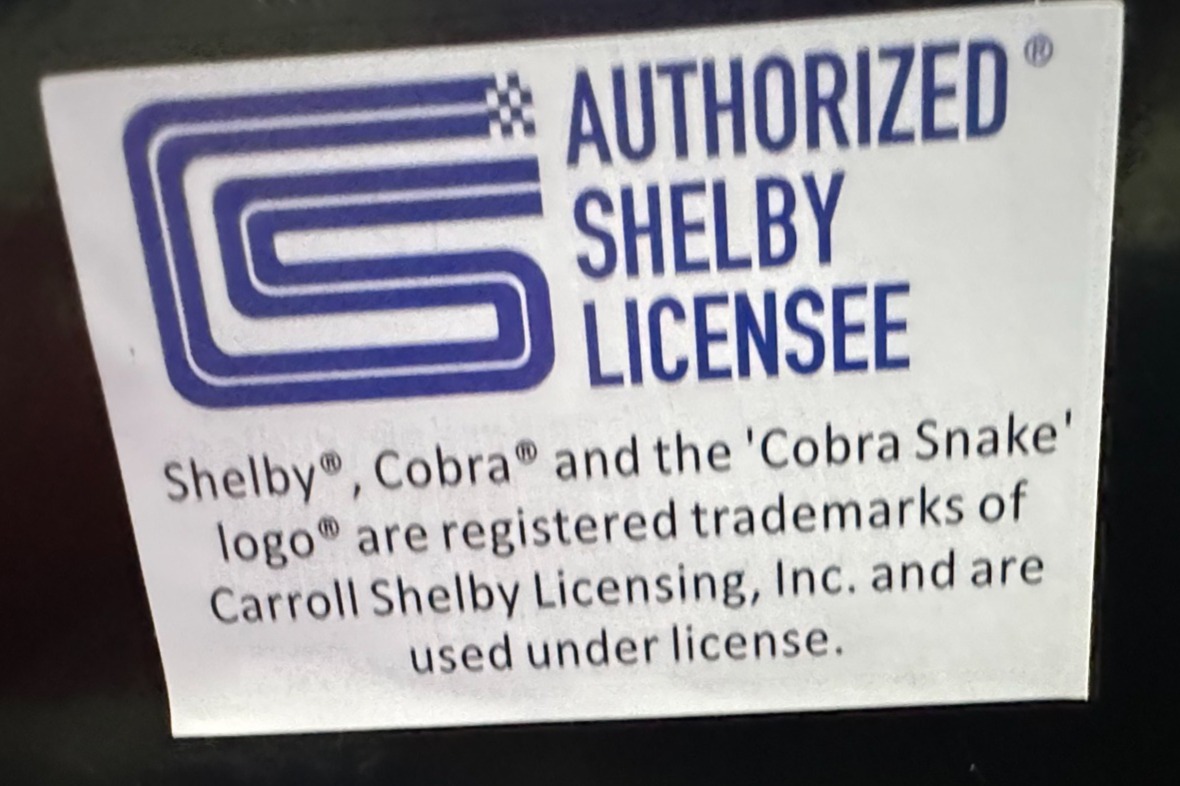 AUTHORIZED®
SHELBY
LICENSEE
Shelby®, Cobra® and the 'Cobra Snake'
logo® are registered trademarks of
Carroll Shelby Licensing, Inc. and are
used under license.